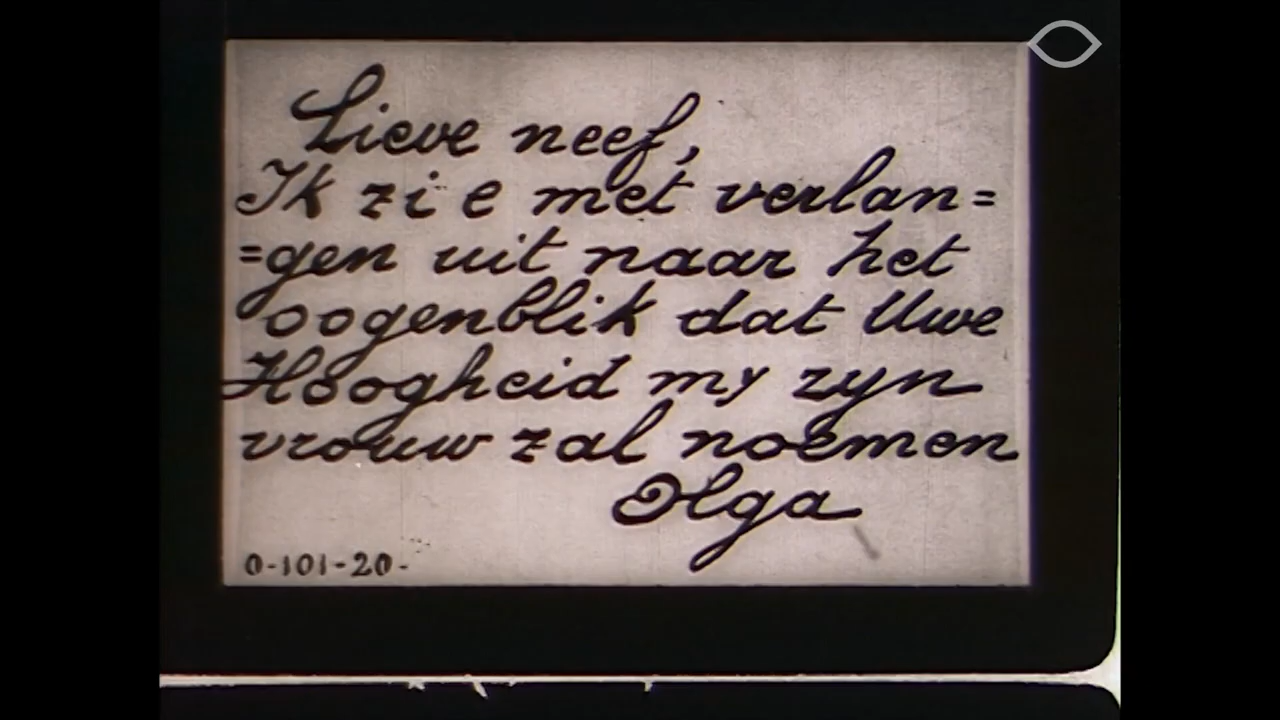 Lieve neef,
Ik zie met verlan=
=gen uit naar het
oogenblik dat Uwe
Hoogheid my zyn
vrouw zal noemen
Olga
0-101-20-